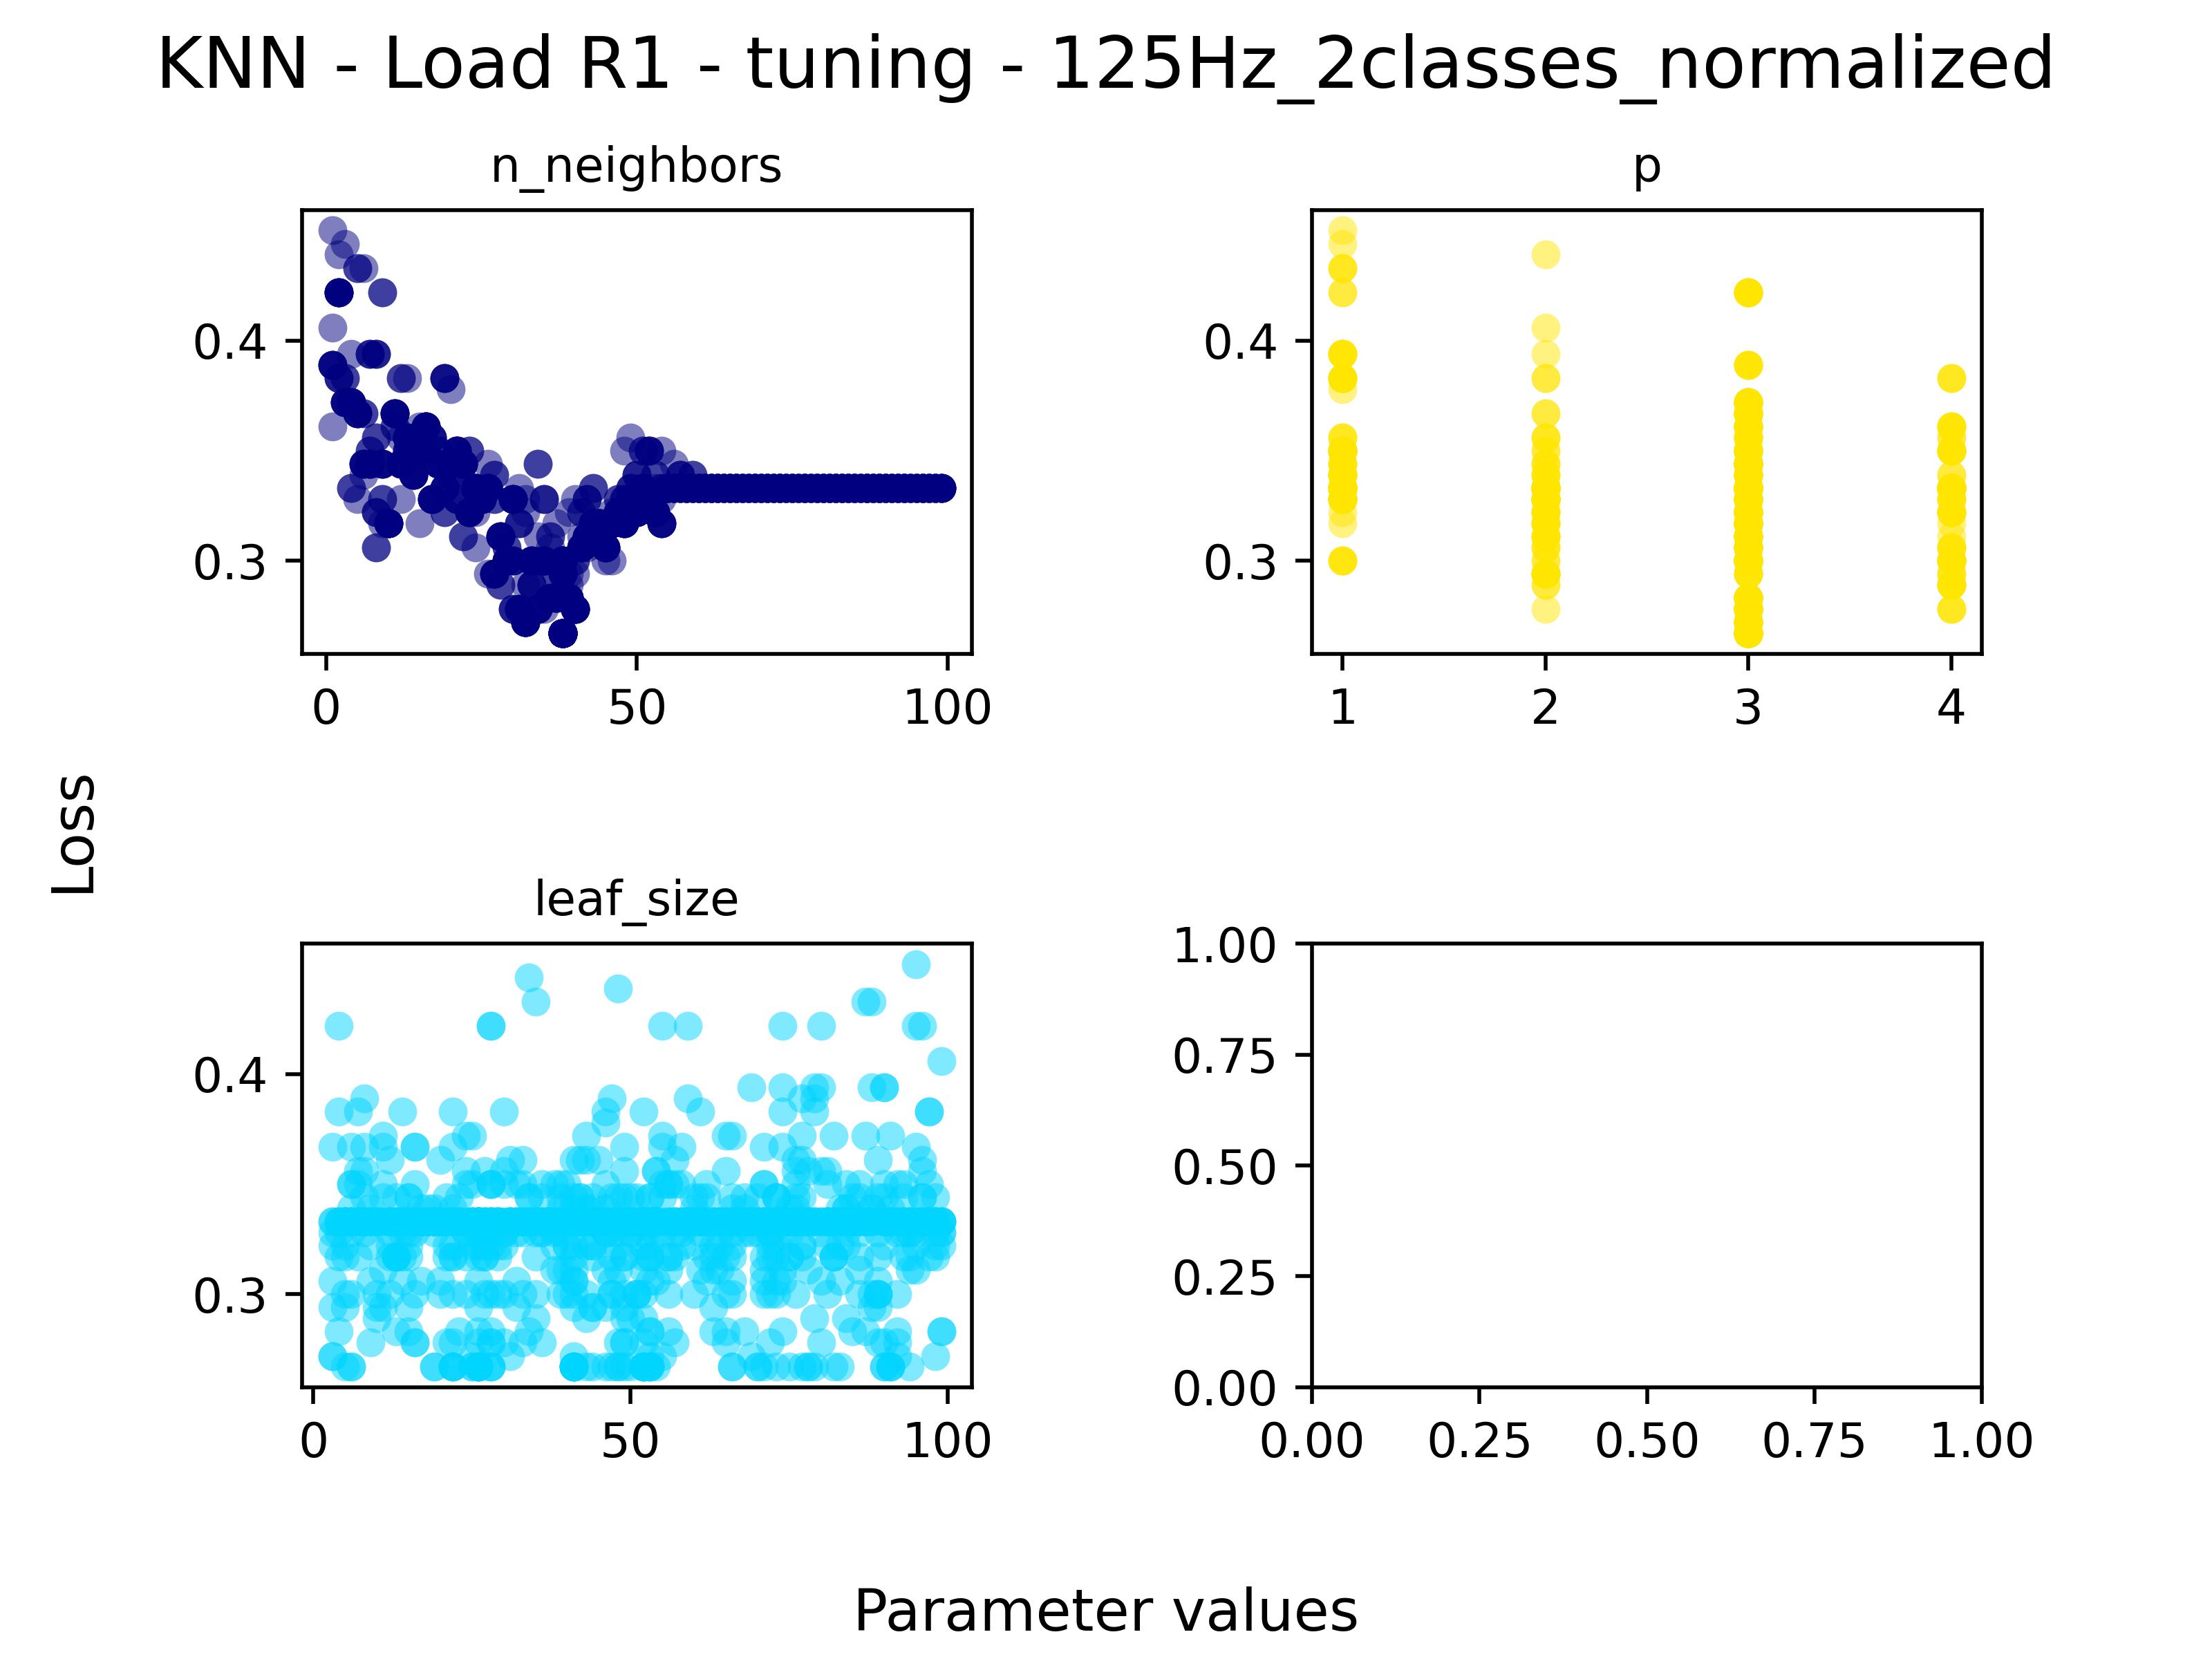 KNN - Load R1 - tuning - 125Hz_2classes_normalized
n_neighbors
0.4
0.3
0 50 100
p
0.4
0.3
1 2 3 4
Loss
leaf_size
0.4
0.3
0 50 100
1.00
0.75
0.50
0.25
0.00
0.00 0.25 0.50 0.75 1.00
Parameter values